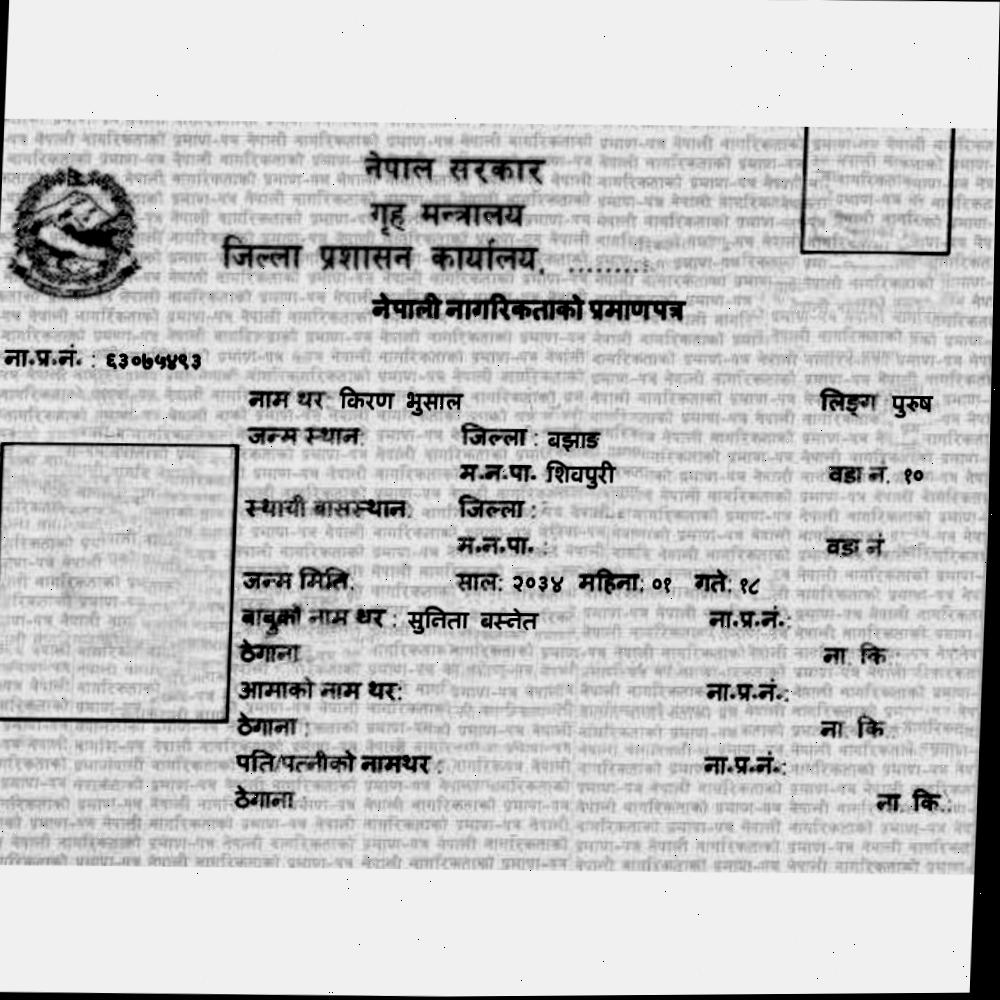 नेपाल सरकार
गृह मन्त्रालय
जिल्ला प्रशासन कार्यालय, .........
नेपाली नागरिकताको प्रमाणपत्र
ना.प्र.नं. : ६३०७५४९३
नाम थर: किरण भुसाल लिङ्ग पुरुष
जन्म स्थान: जिल्ला : बझाङ
म.न.पा. शिवपुरी वडा नं. १०
स्थायी बासस्थान: जिल्ला :
म.न.पा. : वडा नं
जन्म मिति: साल: २०३४ महिना: ०१ गते: १८
बाबुको नाम थर : सुनिता बस्नेत ना.प्र.नं.:
ठेगाना ना. कि.:
आमाको नाम थर: ना.प्र.नं.:
ठेगाना : ना. कि.
पति/पत्नीको नामथर : ना.प्र.नं.:
ठेगाना : ना. कि.: